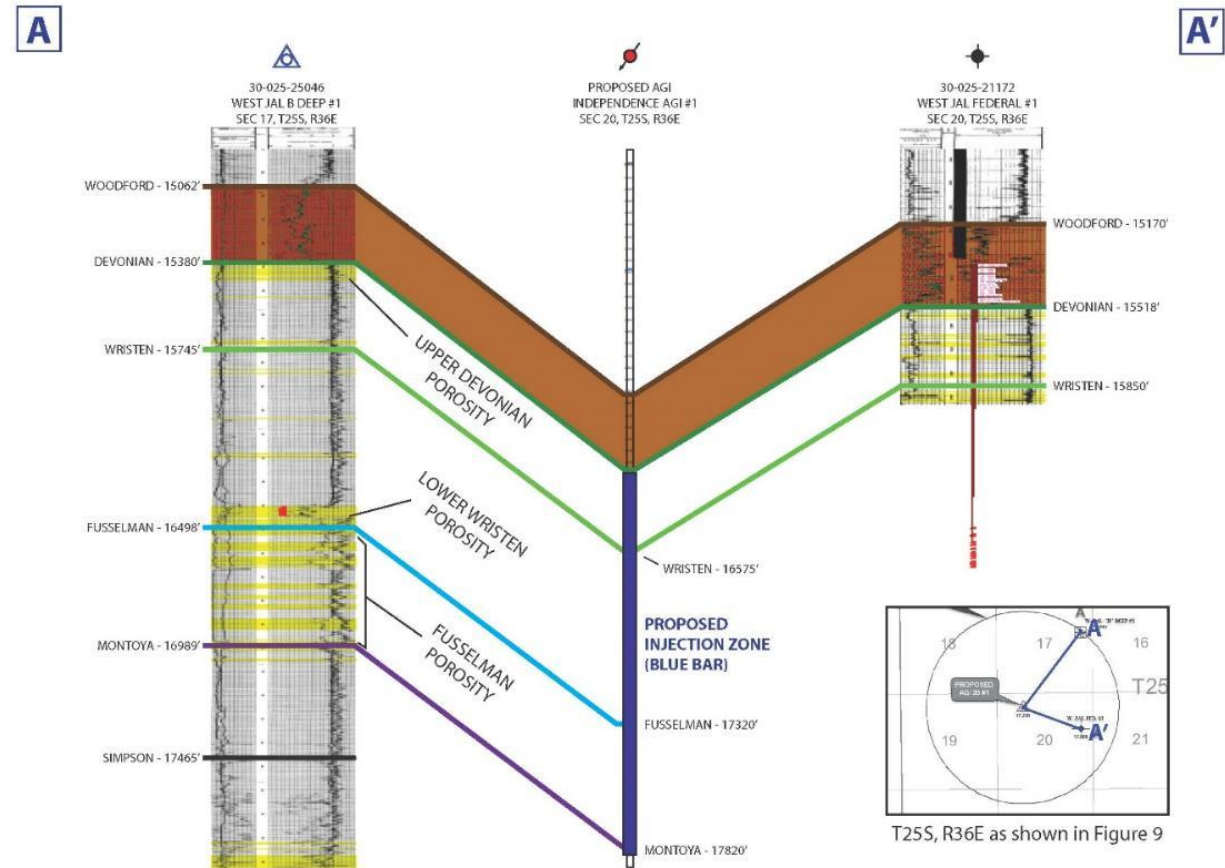 A
A'
30-025-25046
WEST JAL B DEEP #1
SEC 17, T25S, R36E
PROPOSED AGI
INDEPENDENCE AGI #1
SEC 20, T25S, R36E
30-025-21172
WEST JAL FEDERAL #1
SEC 20, T25S, R36E
WOODFORD - 15062'
DEVONIAN - 15380'
WRISTEN - 15745'
FUSSELMAN - 16498'
MONTOYA - 16989'
SIMPSON - 17465'
UPPER DEVONIAN
POROSITY
LOWER WRISTEN
POROSITY
FUSSELMAN
POROSITY
WRISTEN - 16575'
PROPOSED
INJECTION ZONE
(BLUE BAR)
FUSSELMAN - 17320'
MONTOYA - 17820'
WOODFORD - 15170'
DEVONIAN - 15518'
WRISTEN - 15850'
A
A
18
17
16
T25
PROPOSED
AGI 20 #1
A'
19
20
21
T25S, R36E as shown in Figure 9